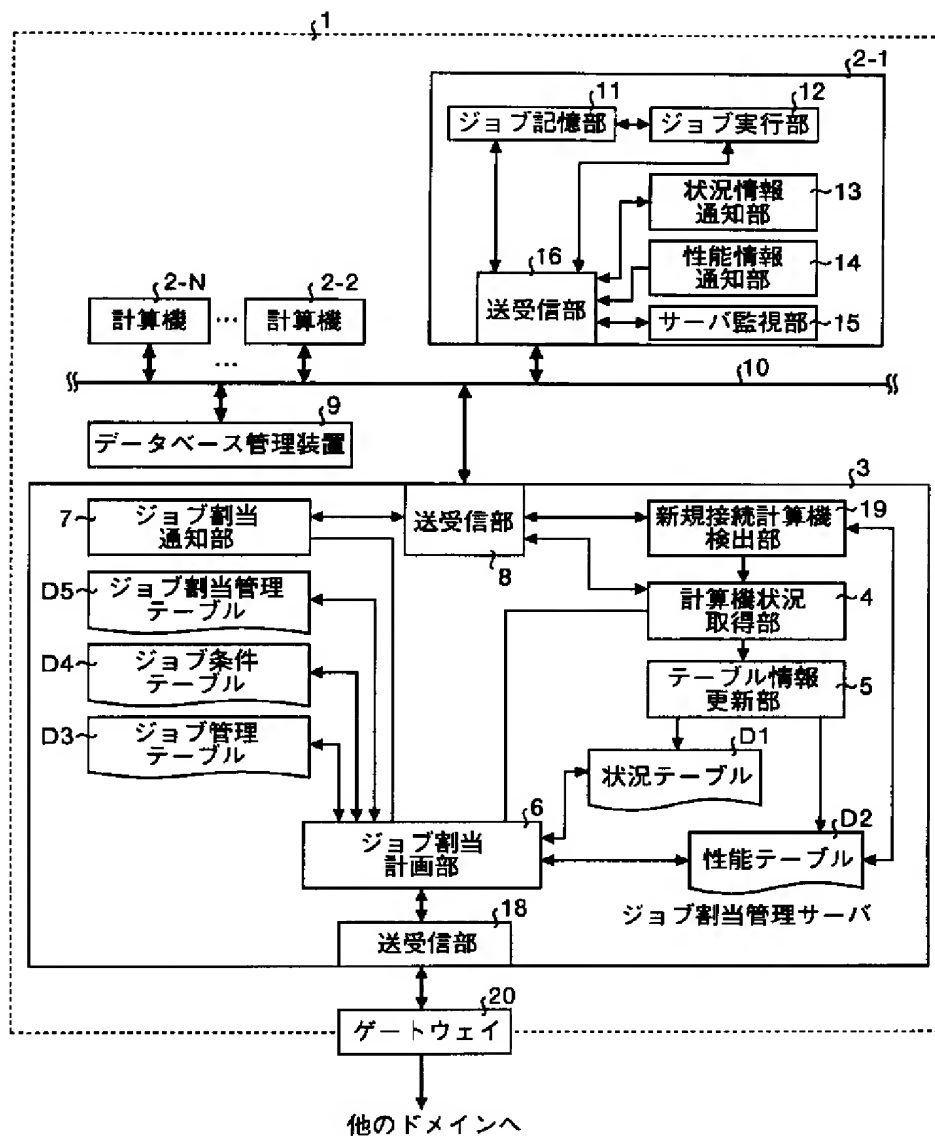 1
2-1
11
12
ジョブ記憶部
ジョブ実行部
状況情報
通知部
13
16
性能情報
通知部
14
送受信部
サーバ監視部
15
2-N
2-2
計算機
…
計算機
…
10
9
データベース管理装置
3
7
ジョブ割当
通知部
送受信部
8
新規接続計算機
検出部
19
D5
ジョブ割当管理
テーブル
計算機状況
取得部
4
D4
ジョブ条件
テーブル
テーブル情報
更新部
5
D3
ジョブ管理
テーブル
D1
状況テーブル
6
ジョブ割当
計画部
D2
性能テーブル
ジョブ割当管理サーバ
18
送受信部
20
ゲートウェイ
他のドメインへ